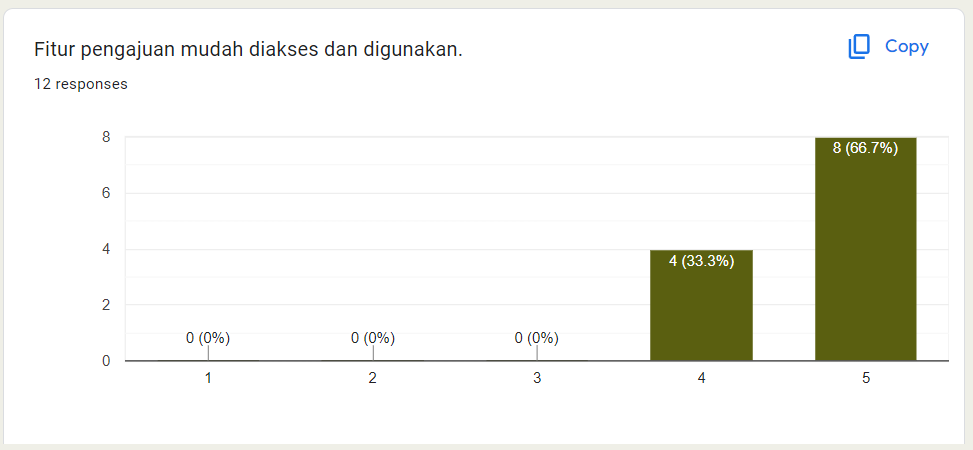 Fitur pengajuan mudah diakses dan digunakan.
Copy
12 responses
8
8 (66.7%)
6
4
4 (33.3%)
2
0 (0%) 0 (0%) 0 (0%)
0
1 2 3 4 5